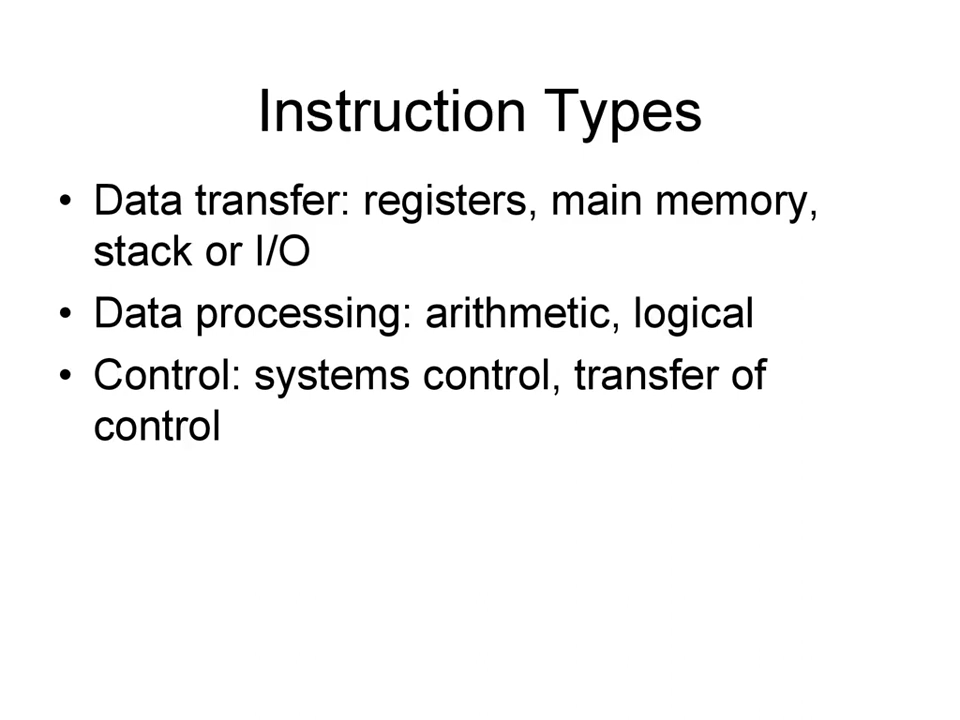 Instruction Types
• Data transfer: registers, main memory,
stack or I/O
• Data processing: arithmetic, logical
• Control: systems control, transfer of
control